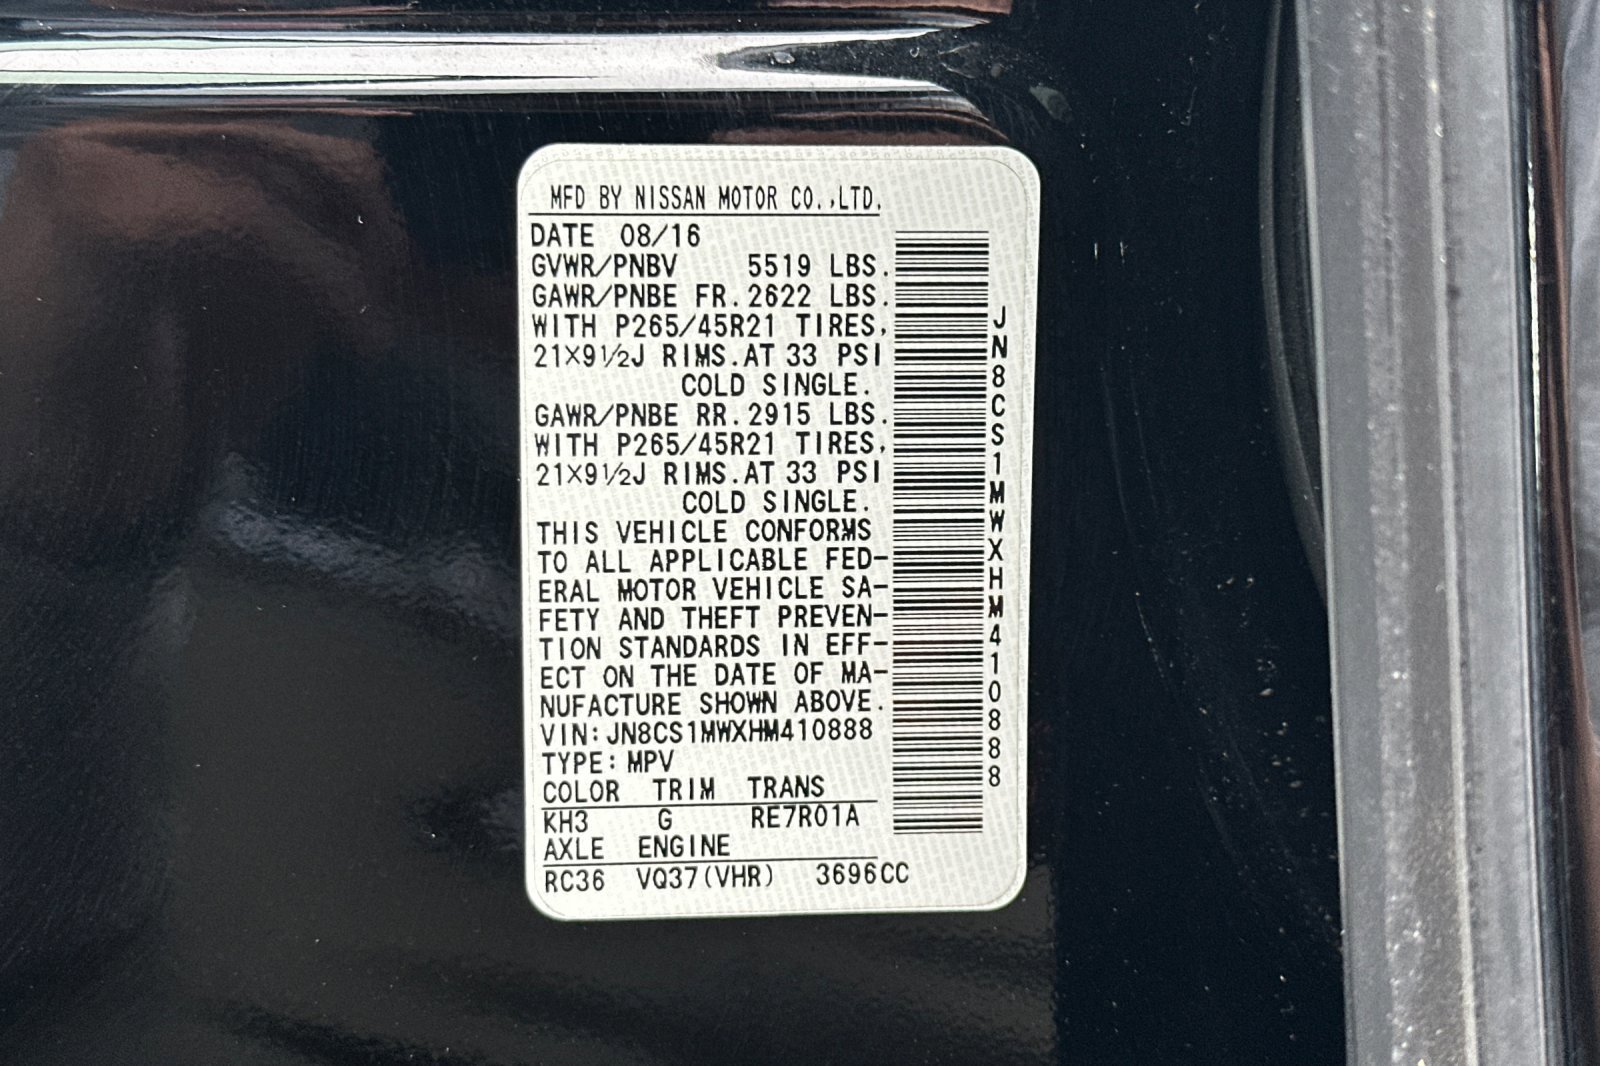 MFD BY NISSAN MOTOR CO.,LTD.
DATE 08/16
GVWR/PNBV 5519 LBS.
GAWR/PNBE FR.2622 LBS.
WITH P265/45R21 TIRES,
21×9½J RIMS.AT 33 PSI
COLD SINGLE.
GAWR/PNBE RR.2915 LBS.
WITH P265/45R21 TIRES,
21×9½J RIMS.AT 33 PSI
COLD SINGLE.
THIS VEHICLE CONFORMS
TO ALL APPLICABLE FED-
ERAL MOTOR VEHICLE SA-
FETY AND THEFT PREVEN-
TION STANDARDS IN EFF-
ECT ON THE DATE OF MA-
NUFACTURE SHOWN ABOVE.
VIN:JN8CS1MWXHM410888
TYPE:MPV
COLOR TRIM TRANS
KH3 G RE7R01A
AXLE ENGINE
RC36 VQ37(VHR) 3696CC
JN8CS1MWXHM410888